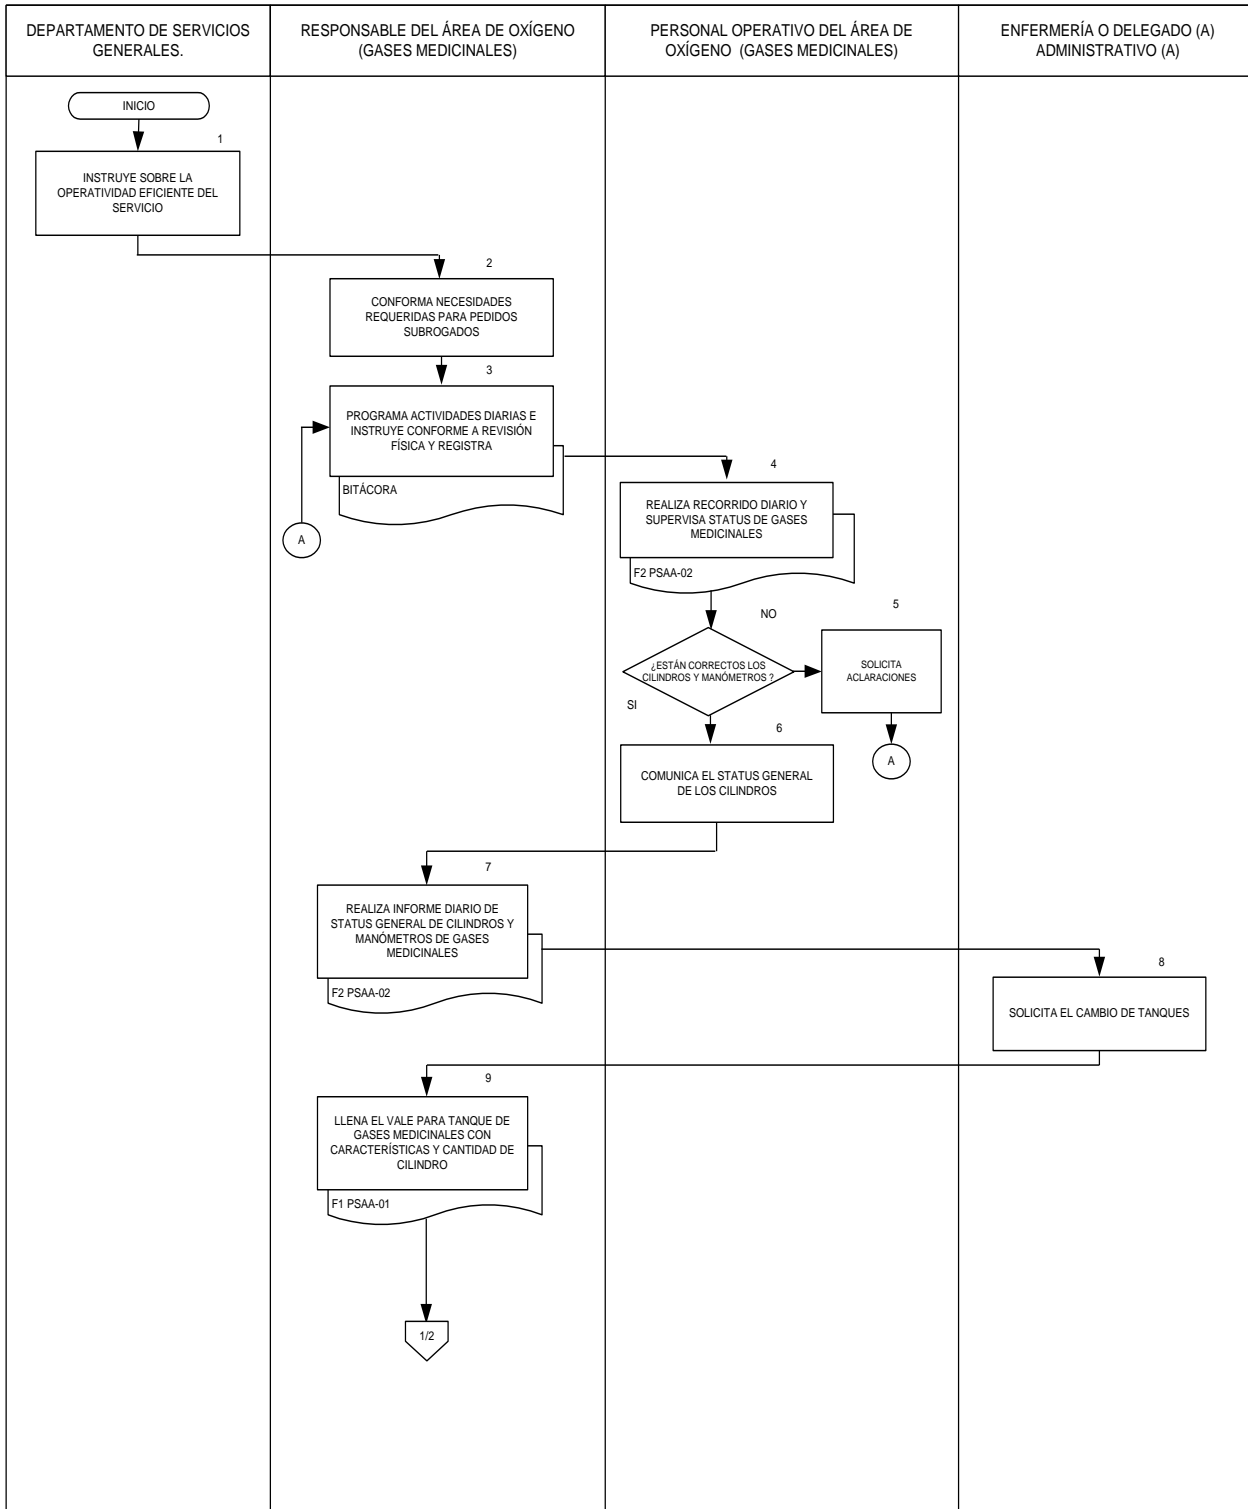 DEPARTAMENTO DE SERVICIOS
GENERALES.
RESPONSABLE DEL ÁREA DE OXÍGENO
(GASES MEDICINALES)
PERSONAL OPERATIVO DEL ÁREA DE
OXÍGENO (GASES MEDICINALES)
ENFERMERÍA O DELEGADO (A)
ADMINISTRATIVO (A)
INICIO
1
INSTRUYE SOBRE LA
OPERATIVIDAD EFICIENTE DEL
SERVICIO
2
CONFORMA NECESIDADES
REQUERIDAS PARA PEDIDOS
SUBROGADOS
3
PROGRAMA ACTIVIDADES DIARIAS E
INSTRUYE CONFORME A REVISIÓN
FÍSICA Y REGISTRA
BITÁCORA
A
4
REALIZA RECORRIDO DIARIO Y
SUPERVISA STATUS DE GASES
MEDICINALES
F2 PSAA-02
NO
5
¿ESTÁN CORRECTOS LOS
CILINDROS Y MANÓMETROS ?
SOLICITA
ACLARACIONES
SI
A
6
COMUNICA EL STATUS GENERAL
DE LOS CILINDROS
7
REALIZA INFORME DIARIO DE
STATUS GENERAL DE CILINDROS Y
MANÓMETROS DE GASES
MEDICINALES
F2 PSAA-02
8
SOLICITA EL CAMBIO DE TANQUES
9
LLENA EL VALE PARA TANQUE DE
GASES MEDICINALES CON
CARACTERÍSTICAS Y CANTIDAD DE
CILINDRO
F1 PSAA-01
1/2